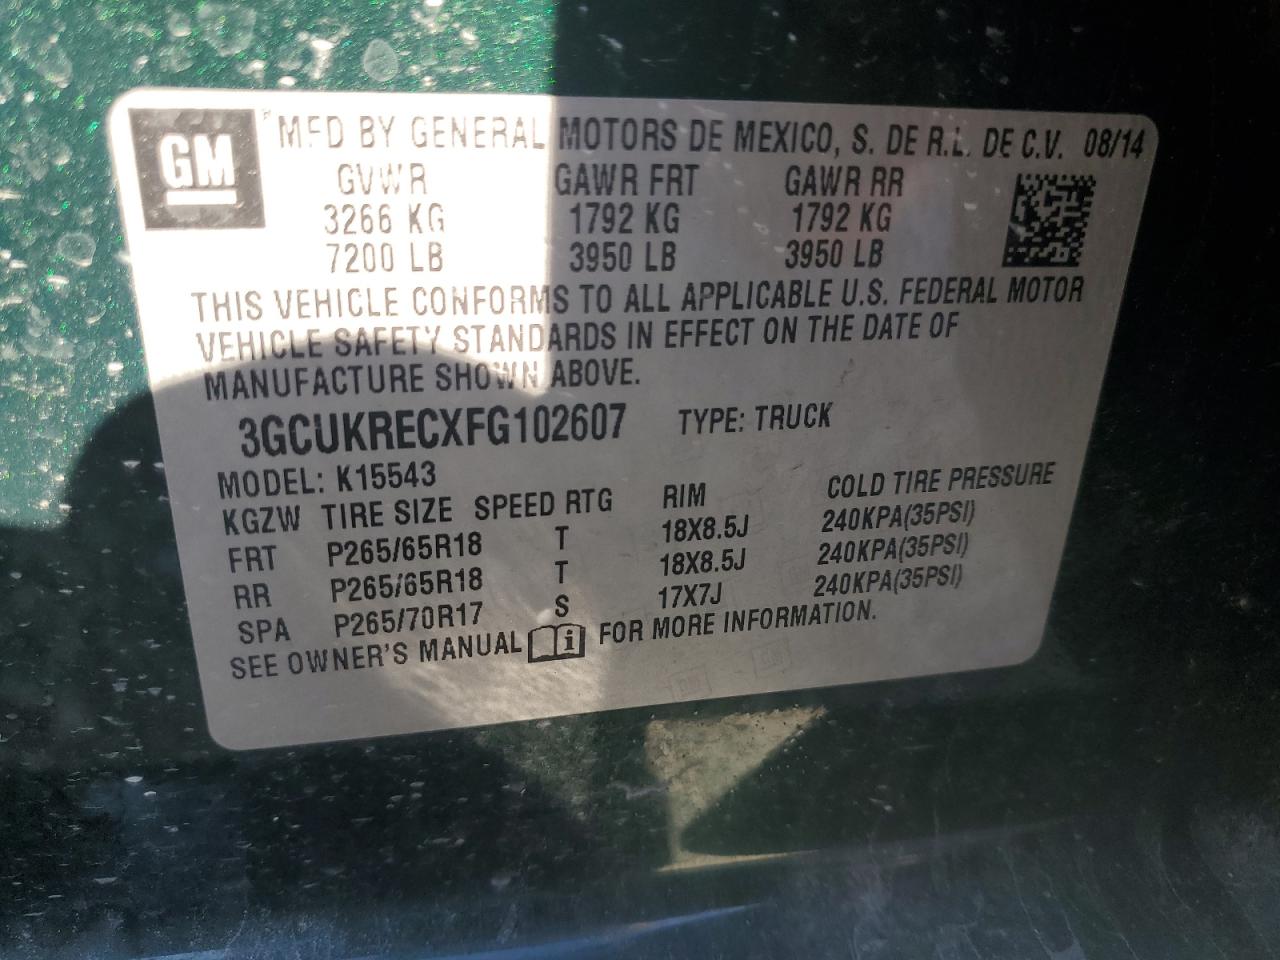 GM
MFD BY GENERAL MOTORS DE MEXICO, S. DE R.L. DE C.V. 08/14
GVWR GAWR FRT GAWR RR
3266 KG 1792 KG 1792 KG
7200 LB 3950 LB 3950 LB
THIS VEHICLE CONFORMS TO ALL APPLICABLE U.S. FEDERAL MOTOR
VEHICLE SAFETY STANDARDS IN EFFECT ON THE DATE OF
MANUFACTURE SHOWN ABOVE.
3GCUKRECXFG102607 TYPE: TRUCK
MODEL: K15543
KGZW TIRE SIZE SPEED RTG RIM COLD TIRE PRESSURE
FRT P265/65R18 T 18X8.5J 240KPA(35PSI)
RR P265/65R18 T 18X8.5J 240KPA(35PSI)
SPA P265/70R17 S 17X7J 240KPA(35PSI)
SEE OWNER'S MANUAL i FOR MORE INFORMATION.